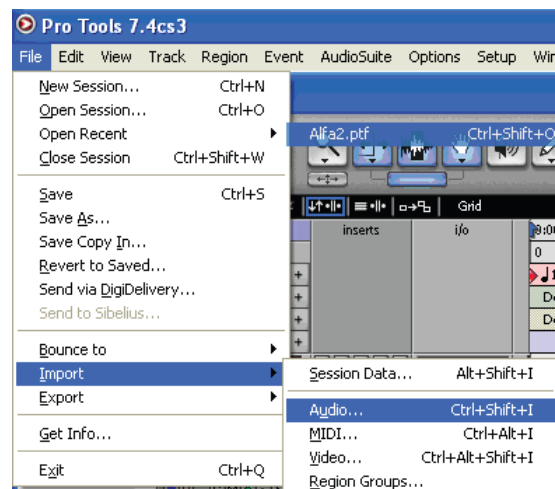 Pro Tools 7.4cs3
File Edit View Track Region Event AudioSuite Options Setup
New Session... Ctrl+N
Open Session... Ctrl+O
Open Recent
Alfa2.ptf Ctrl+Shift+O
Close Session Ctrl+Shift+W
Save Ctrl+S
Save As...
Grid
Save Copy In...
inserts i/o
Revert to Saved...
0
Send via DigiDelivery...
Send to Sibelius...
Bounce to
Import
Session Data... Alt+Shift+I
Export
Audio... Ctrl+Shift+I
Get Info...
MIDI... Ctrl+Alt+I
Video... Ctrl+Alt+Shift+I
Exit Ctrl+Q
Region Groups...